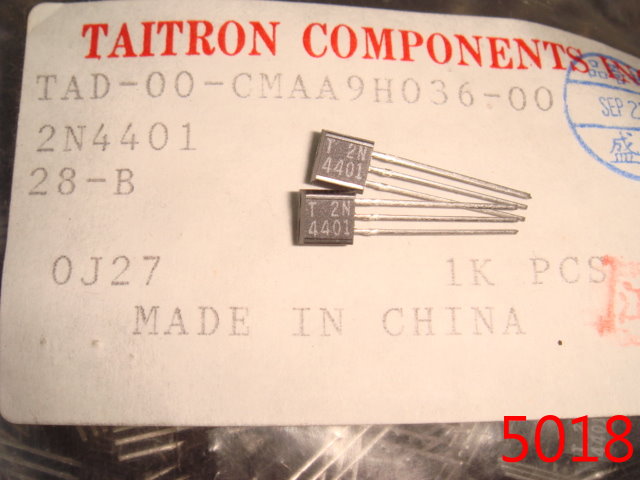 TAITRON COMPONENTS IN
TAD-00-CMAA9H036-00
SEP 2
盛
2N4401
28-B
T 2N
4401
T 2N
4401
0J27
1K PCS
MADE IN CHINA
5018